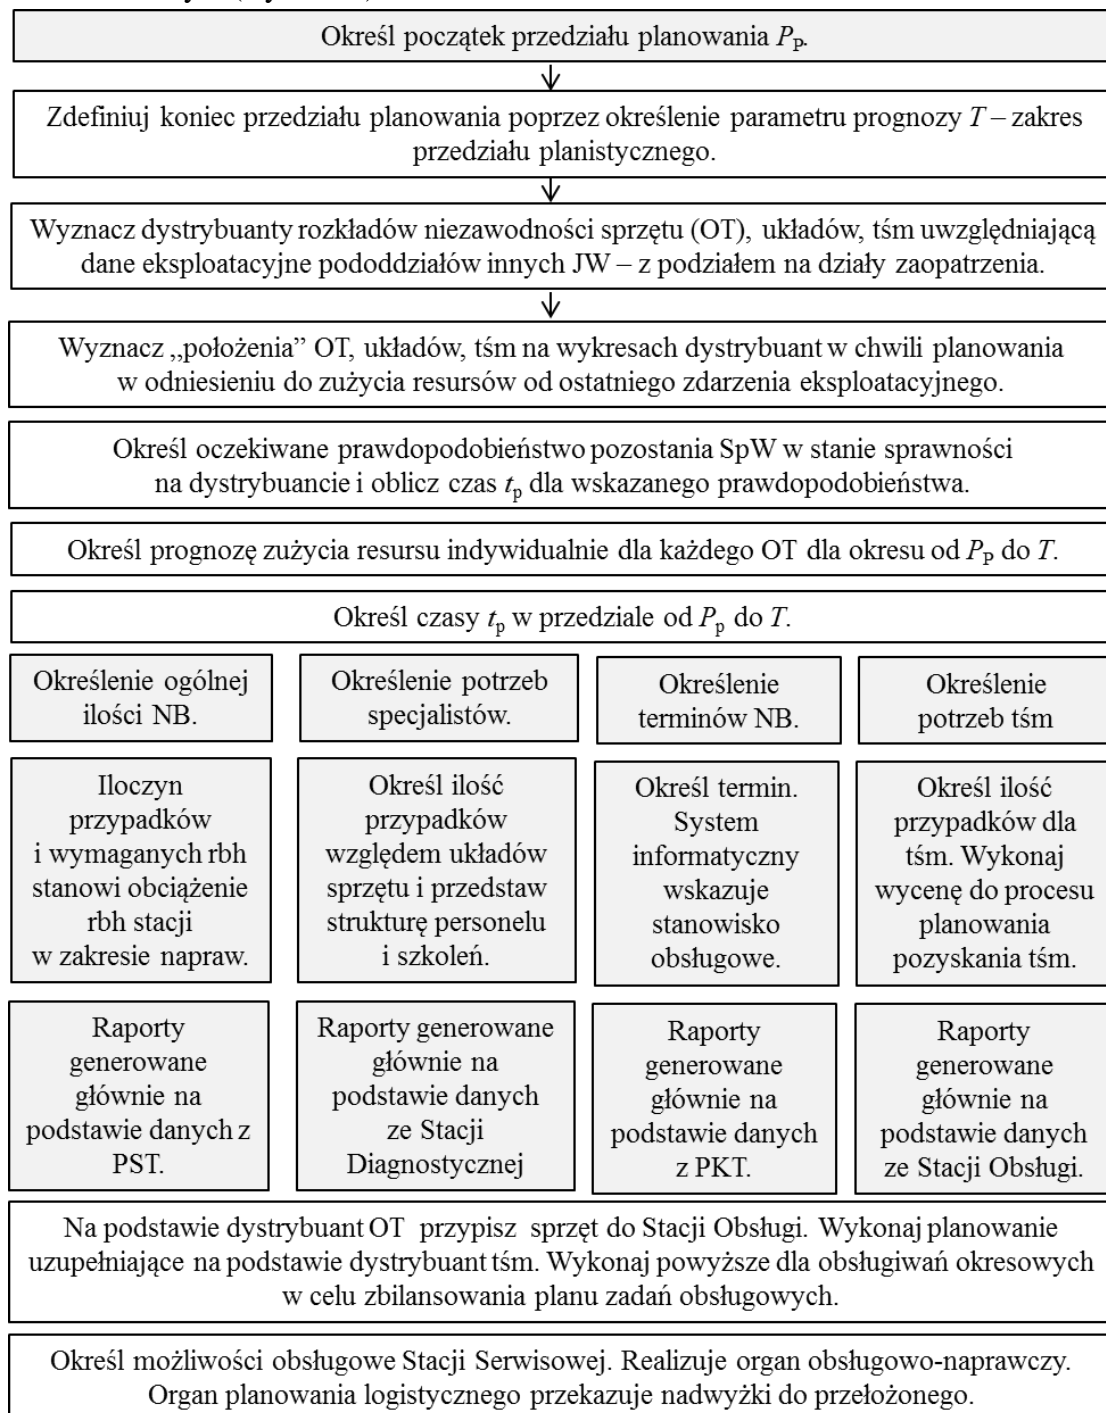 Określ początek przedziału planowania Pp.
Zdefiniuj koniec przedziału planowania poprzez określenie parametru prognozy T – zakres
przedziału planistycznego.
Wyznacz dystrybuanty rozkładów niezawodności sprzętu (OT), układów, tśm uwzględniającą
dane eksploatacyjne pododdziałów innych JW – z podziałem na działy zaopatrzenia.
Wyznacz „położenia” OT, układów, tśm na wykresach dystrybuant w chwili planowania
w odniesieniu do zużycia resursów od ostatniego zdarzenia eksploatacyjnego.
Określ oczekiwane prawdopodobieństwo pozostania SpW w stanie sprawności
na dystrybuancie i oblicz czas tp dla wskazanego prawdopodobieństwa.
Określ prognozę zużycia resursu indywidualnie dla każdego OT dla okresu od Pp do T.
Określ czasy tp w przedziale od Pp do T.
Określenie ogólnej
ilości NB.
Określenie potrzeb
specjalistów.
Określenie
terminów NB.
Określenie
potrzeb tśm
Iloczyn
przypadków
i wymaganych rbh
stanowi obciążenie
rbh stacji
w zakresie napraw.
Określ ilość
przypadków
względem układów
sprzętu i przedstaw
strukturę personelu
i szkoleń.
Określ termin.
System
informatyczny
wskazuje
stanowisko
obsługowe.
Określ ilość
przypadków dla
tśm. Wykonaj
wycenę do procesu
planowania
pozyskania tśm.
Raporty
generowane
głównie na
podstawie danych z
PST.
Raporty generowane
głównie na
podstawie danych
ze Stacji
Diagnostycznej
Raporty
generowane
głównie na
podstawie danych
z PKT.
Raporty
generowane
głównie na
podstawie danych
ze Stacji Obsługi.
Na podstawie dystrybuant OT przypisz sprzęt do Stacji Obsługi. Wykonaj planowanie
uzupełniające na podstawie dystrybuant tśm. Wykonaj powyższe dla obsługiwań okresowych
w celu zbilansowania planu zadań obsługowych.
Określ możliwości obsługowe Stacji Serwisowej. Realizuje organ obsługowo-naprawczy.
Organ planowania logistycznego przekazuje nadwyżki do przełożonego.